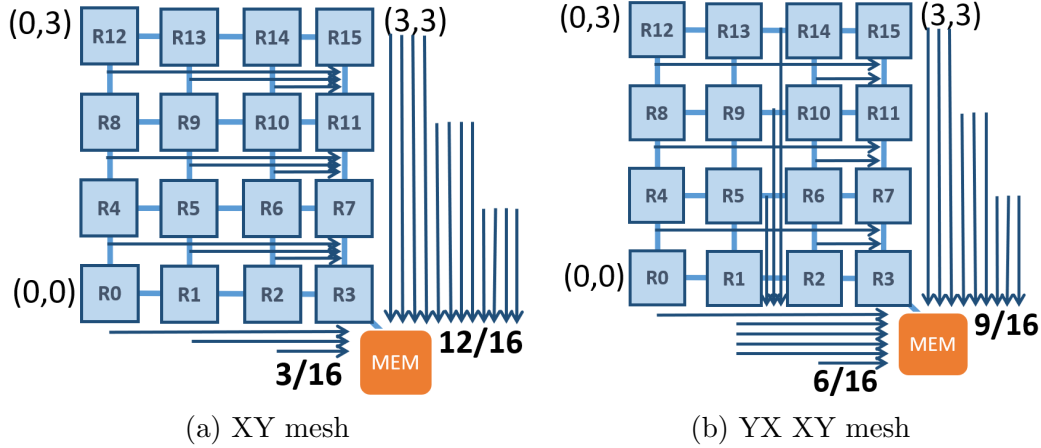 (0,3) R12 R13 R14 R15 (3,3)
R8 R9 R10 R11
R4 R5 R6 R7
(0,0) R0 R1 R2 R3
MEM
12/16
3/16
(a) XY mesh
(0,3) R12 R13 R14 R15 (3,3)
R8 R9 R10 R11
R4 R5 R6 R7
(0,0) R0 R1 R2 R3
MEM
9/16
6/16
(b) YX XY mesh